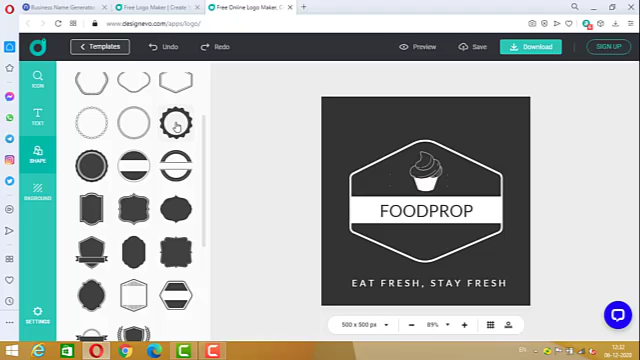 Business Name Generator
Free Logo Maker | Create
Free Online Logo Maker, C
www.designevo.com/apps/logo/
Templates
Undo
Redo
Preview
Save
Download
SIGN UP
ICON
TEXT
SHAPE
BKGROUND
SETTINGS
FOODPROP
EAT FRESH, STAY FRESH
500 x 500 px
89%
EN
12:32
06-12-2020